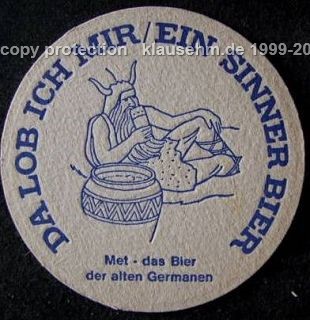 copy protection klausehm.de 1999-20
DA LOB ICH MIR/EIN SINNER BIER
Met - das Bier
der alten Germanen